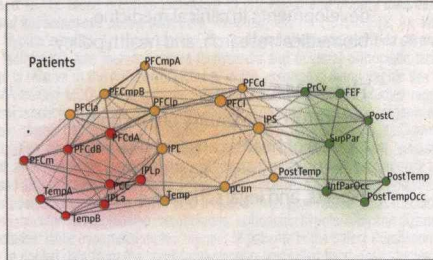 Patients
PFCmpA
PFCmpB
PFCd
PrCv
FEF
PFCla
PFClp
PFCl
PostC
IPS
PFCdA
SupPar
PFCdB
IPL
PFCm
PCC
IPLp
pCun
PostTemp
InfParOcc
PostTemp
TempA
IPLa
Temp
PostTempOcc
TempB